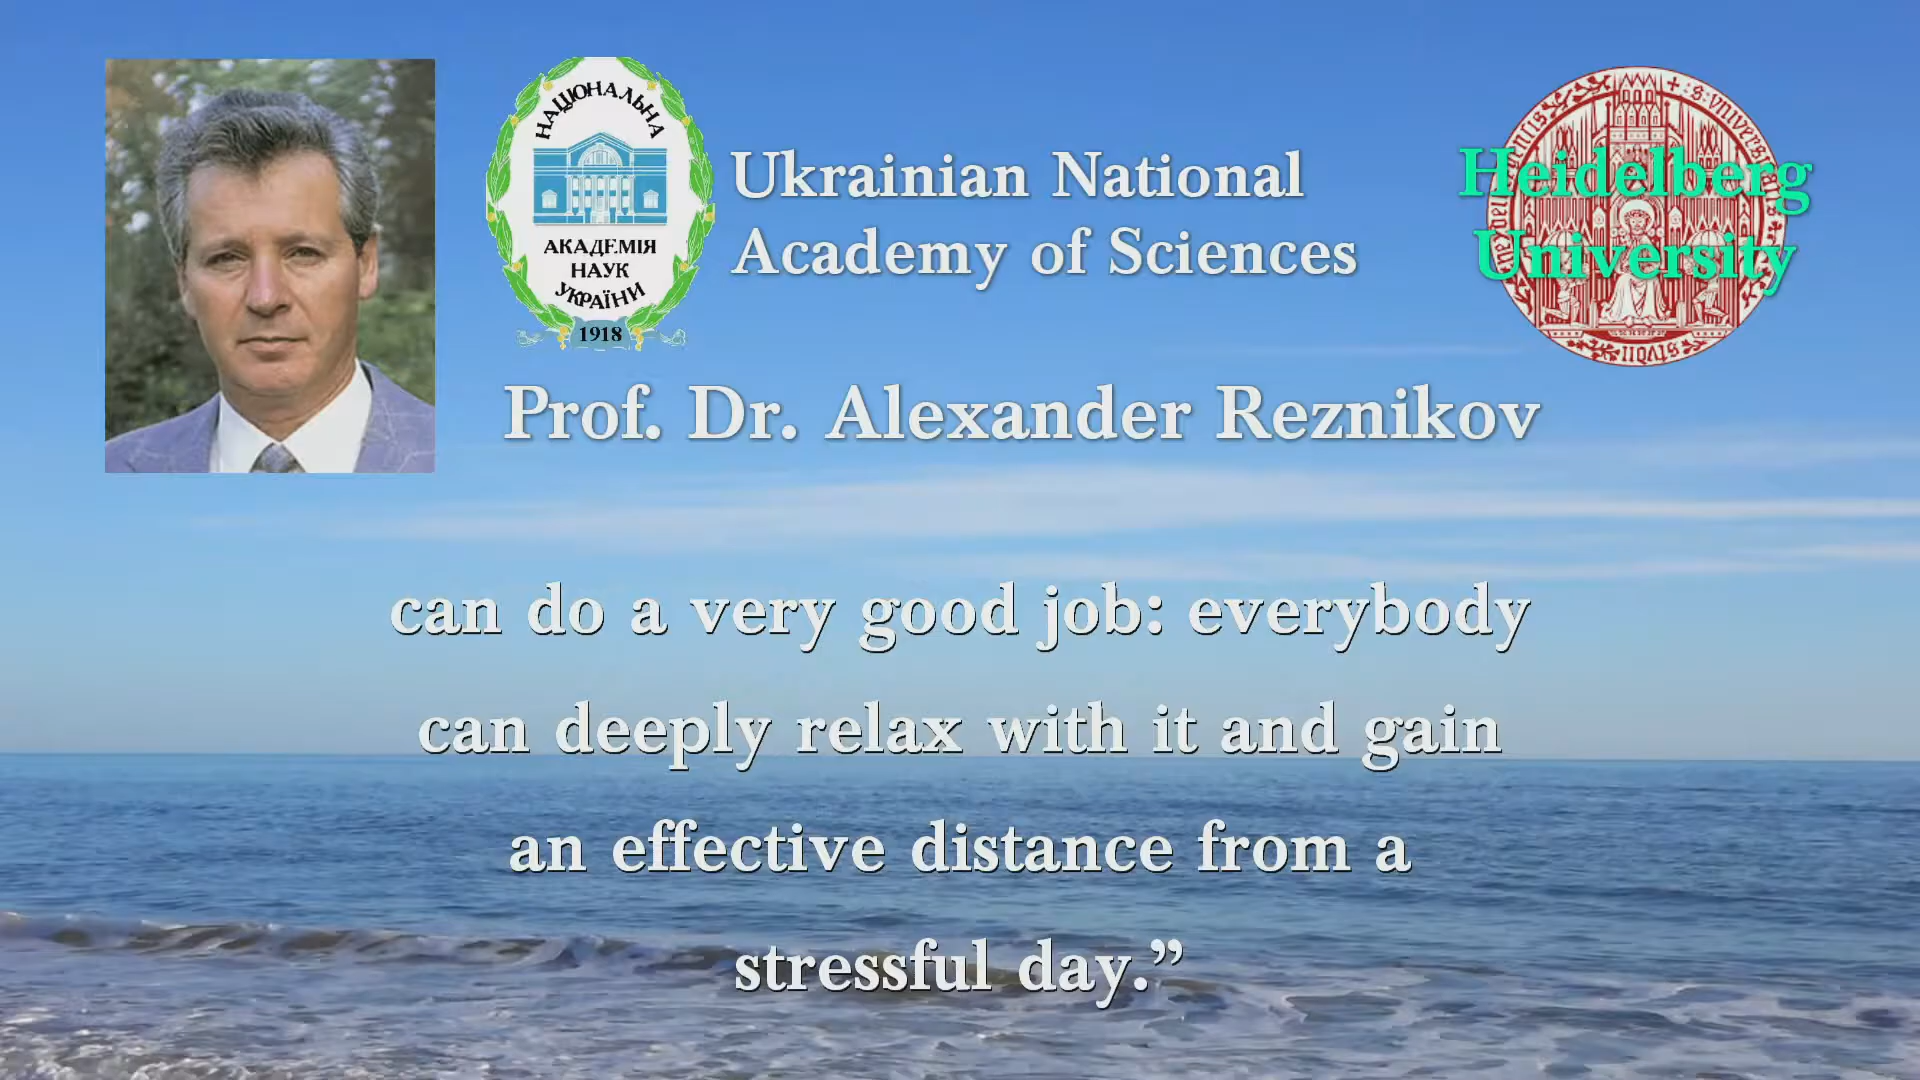 НАЦІОНАЛЬНА
АКАДЕМІЯ
НАУК
УКРАЇНИ
1918
Ukrainian National
Academy of Sciences
Heidelberg
University
Prof. Dr. Alexander Reznikov
can do a very good job: everybody
can deeply relax with it and gain
an effective distance from a
stressful day.”